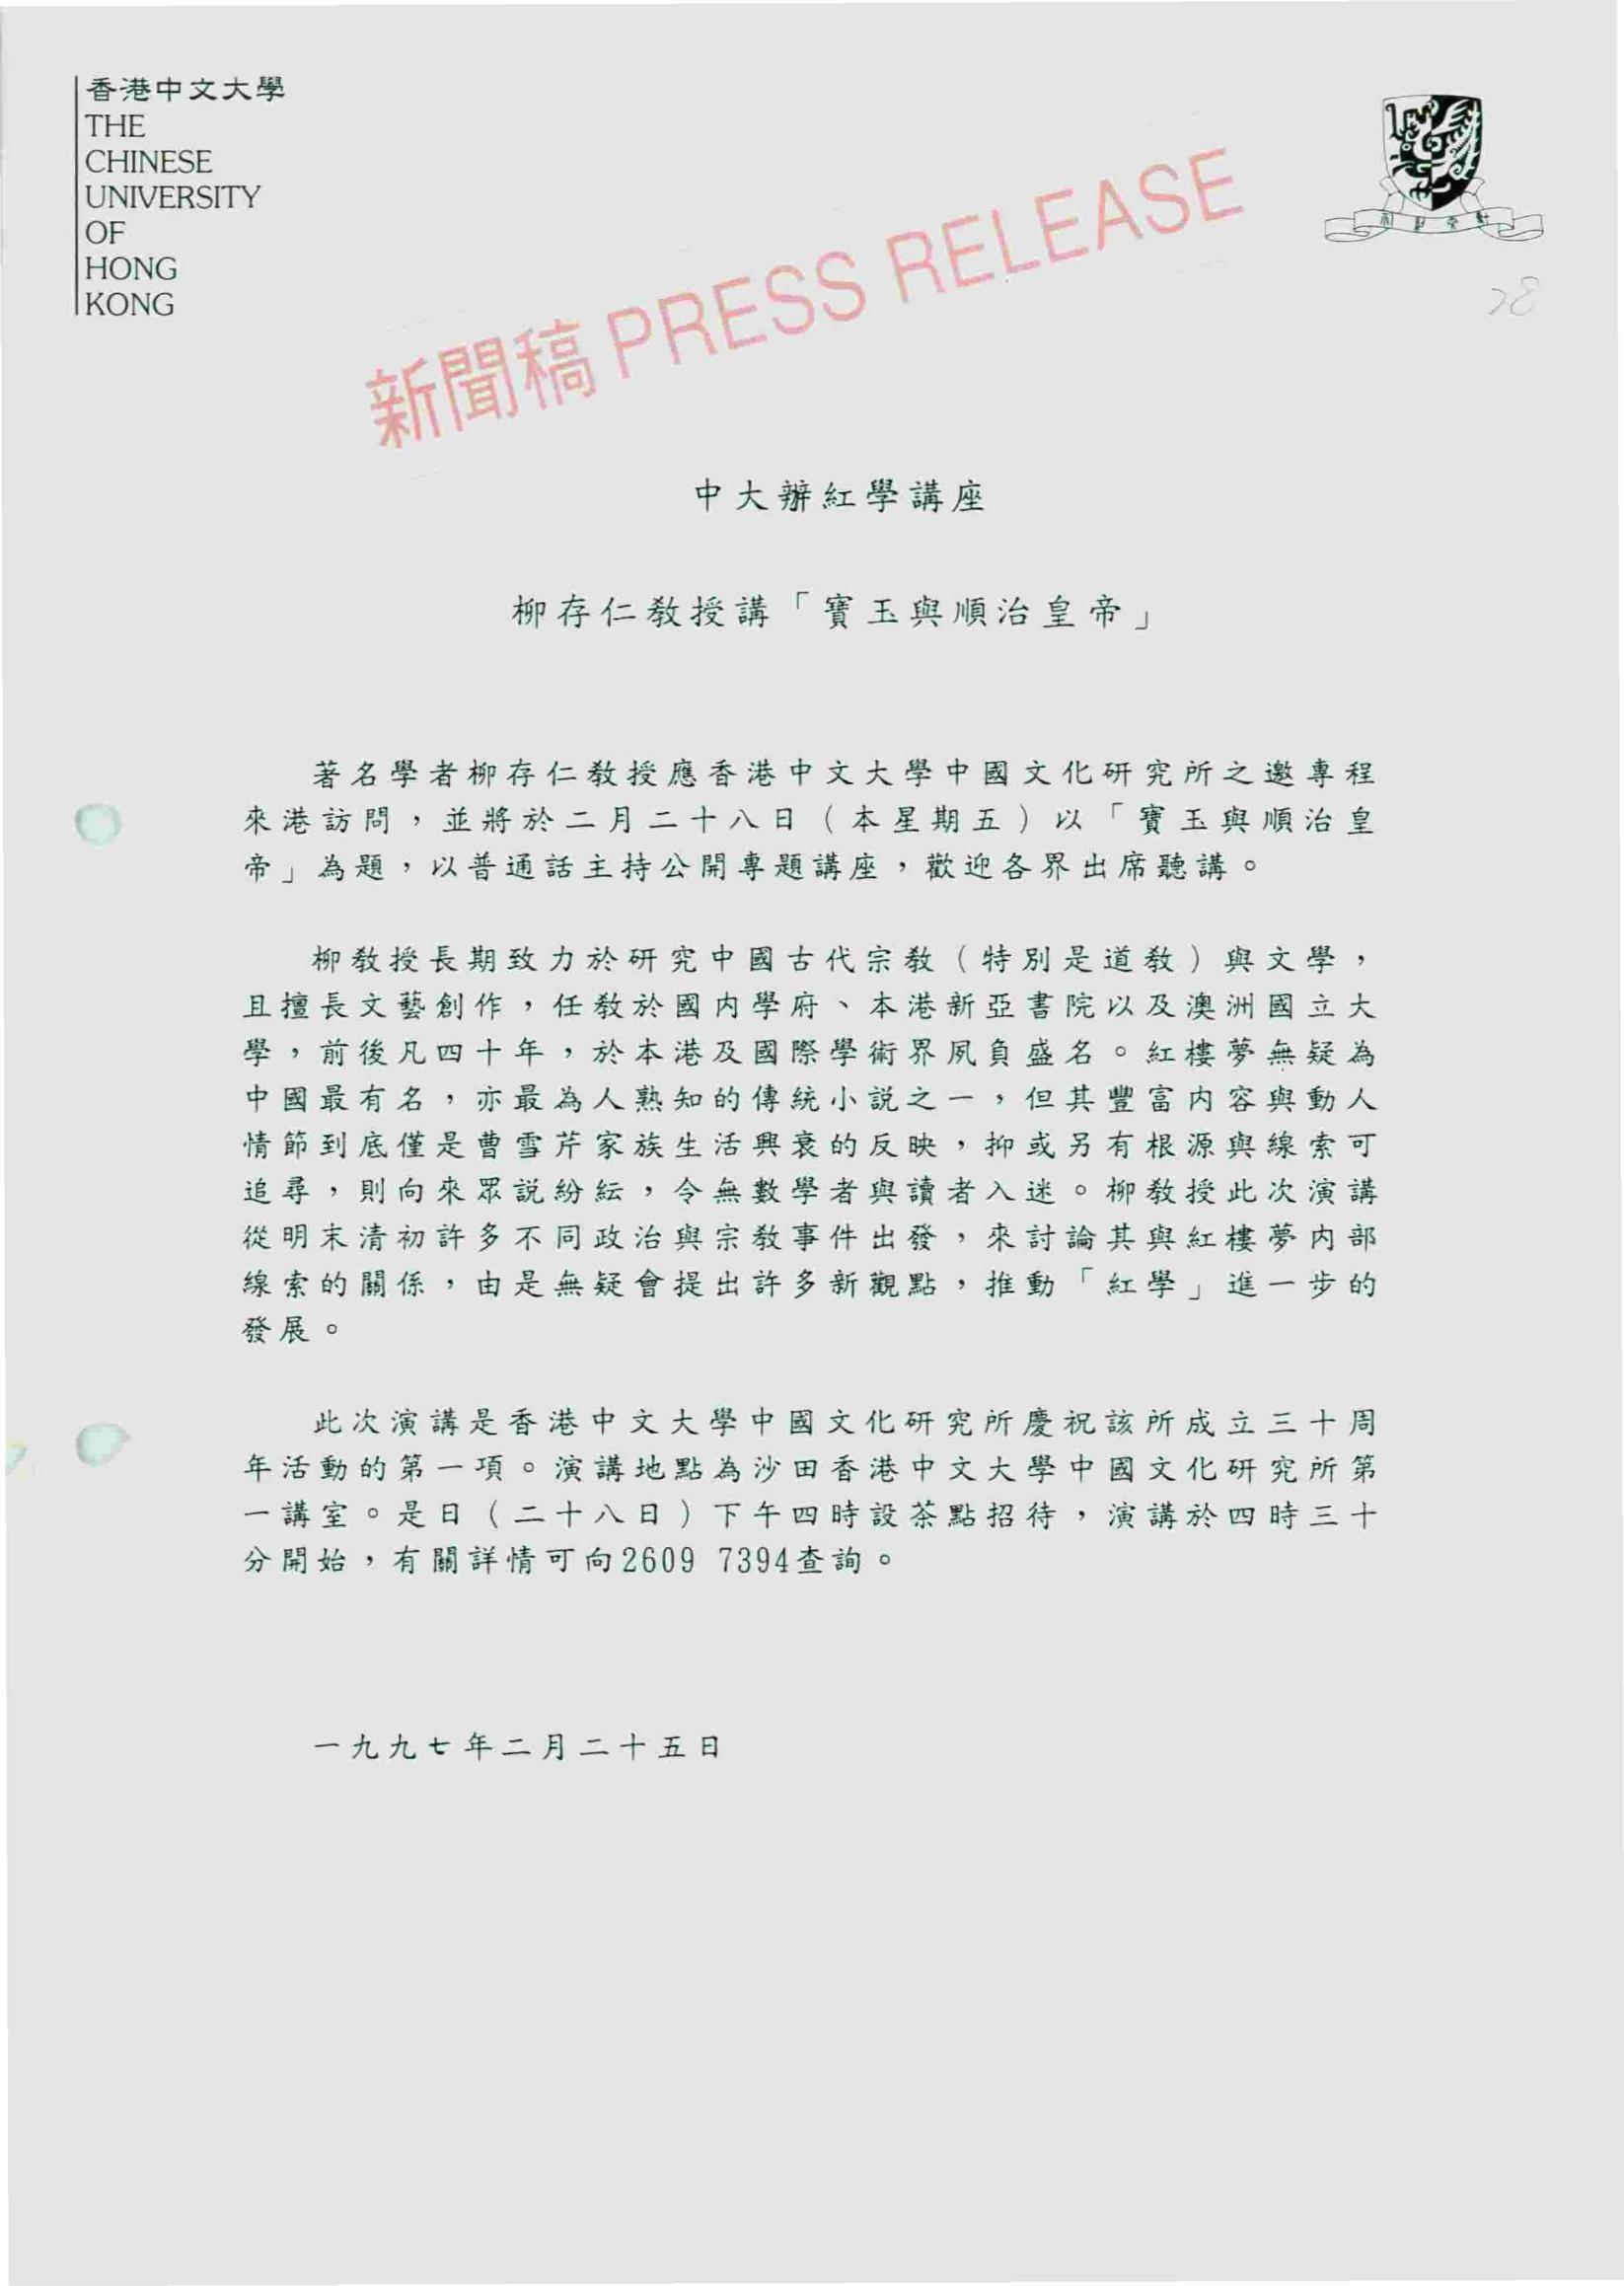 香港中文大學
THE
CHINESE
UNIVERSITY
OF
HONG
KONG
新聞稿 PRESS RELEASE
28
中大辦紅學講座
柳存仁教授講「寶玉與順治皇帝」
著名學者柳存仁教授應香港中文大學中國文化研究所之邀專程
來港訪問，並將於二月二十八日（本星期五）以「寶玉與順治皇
帝」為題，以普通話主持公開專題講座，歡迎各界出席聽講。
柳教授長期致力於研究中國古代宗教（特別是道教）與文學，
且擅長文藝創作，任教於國內學府、本港新亞書院以及澳洲國立大
學，前後凡四十年，於本港及國際學術界夙負盛名。紅樓夢無疑為
中國最有名，亦最為人熟知的傳統小說之一，但其豐富內容與動人
情節到底僅是曹雪芹家族生活興衰的反映，抑或另有根源與線索可
追尋，則向來眾說紛紜，令無數學者與讀者入迷。柳教授此次演講
從明末清初許多不同政治與宗教事件出發，來討論其與紅樓夢內部
線索的關係，由是無疑會提出許多新觀點，推動「紅學」進一步的
發展。
此次演講是香港中文大學中國文化研究所慶祝該所成立三十周
年活動的第一項。演講地點為沙田香港中文大學中國文化研究所第
一講室。是日（二十八日）下午四時設茶點招待，演講於四時三十
分開始，有關詳情可向2609 7394查詢。
一九九七年二月二十五日